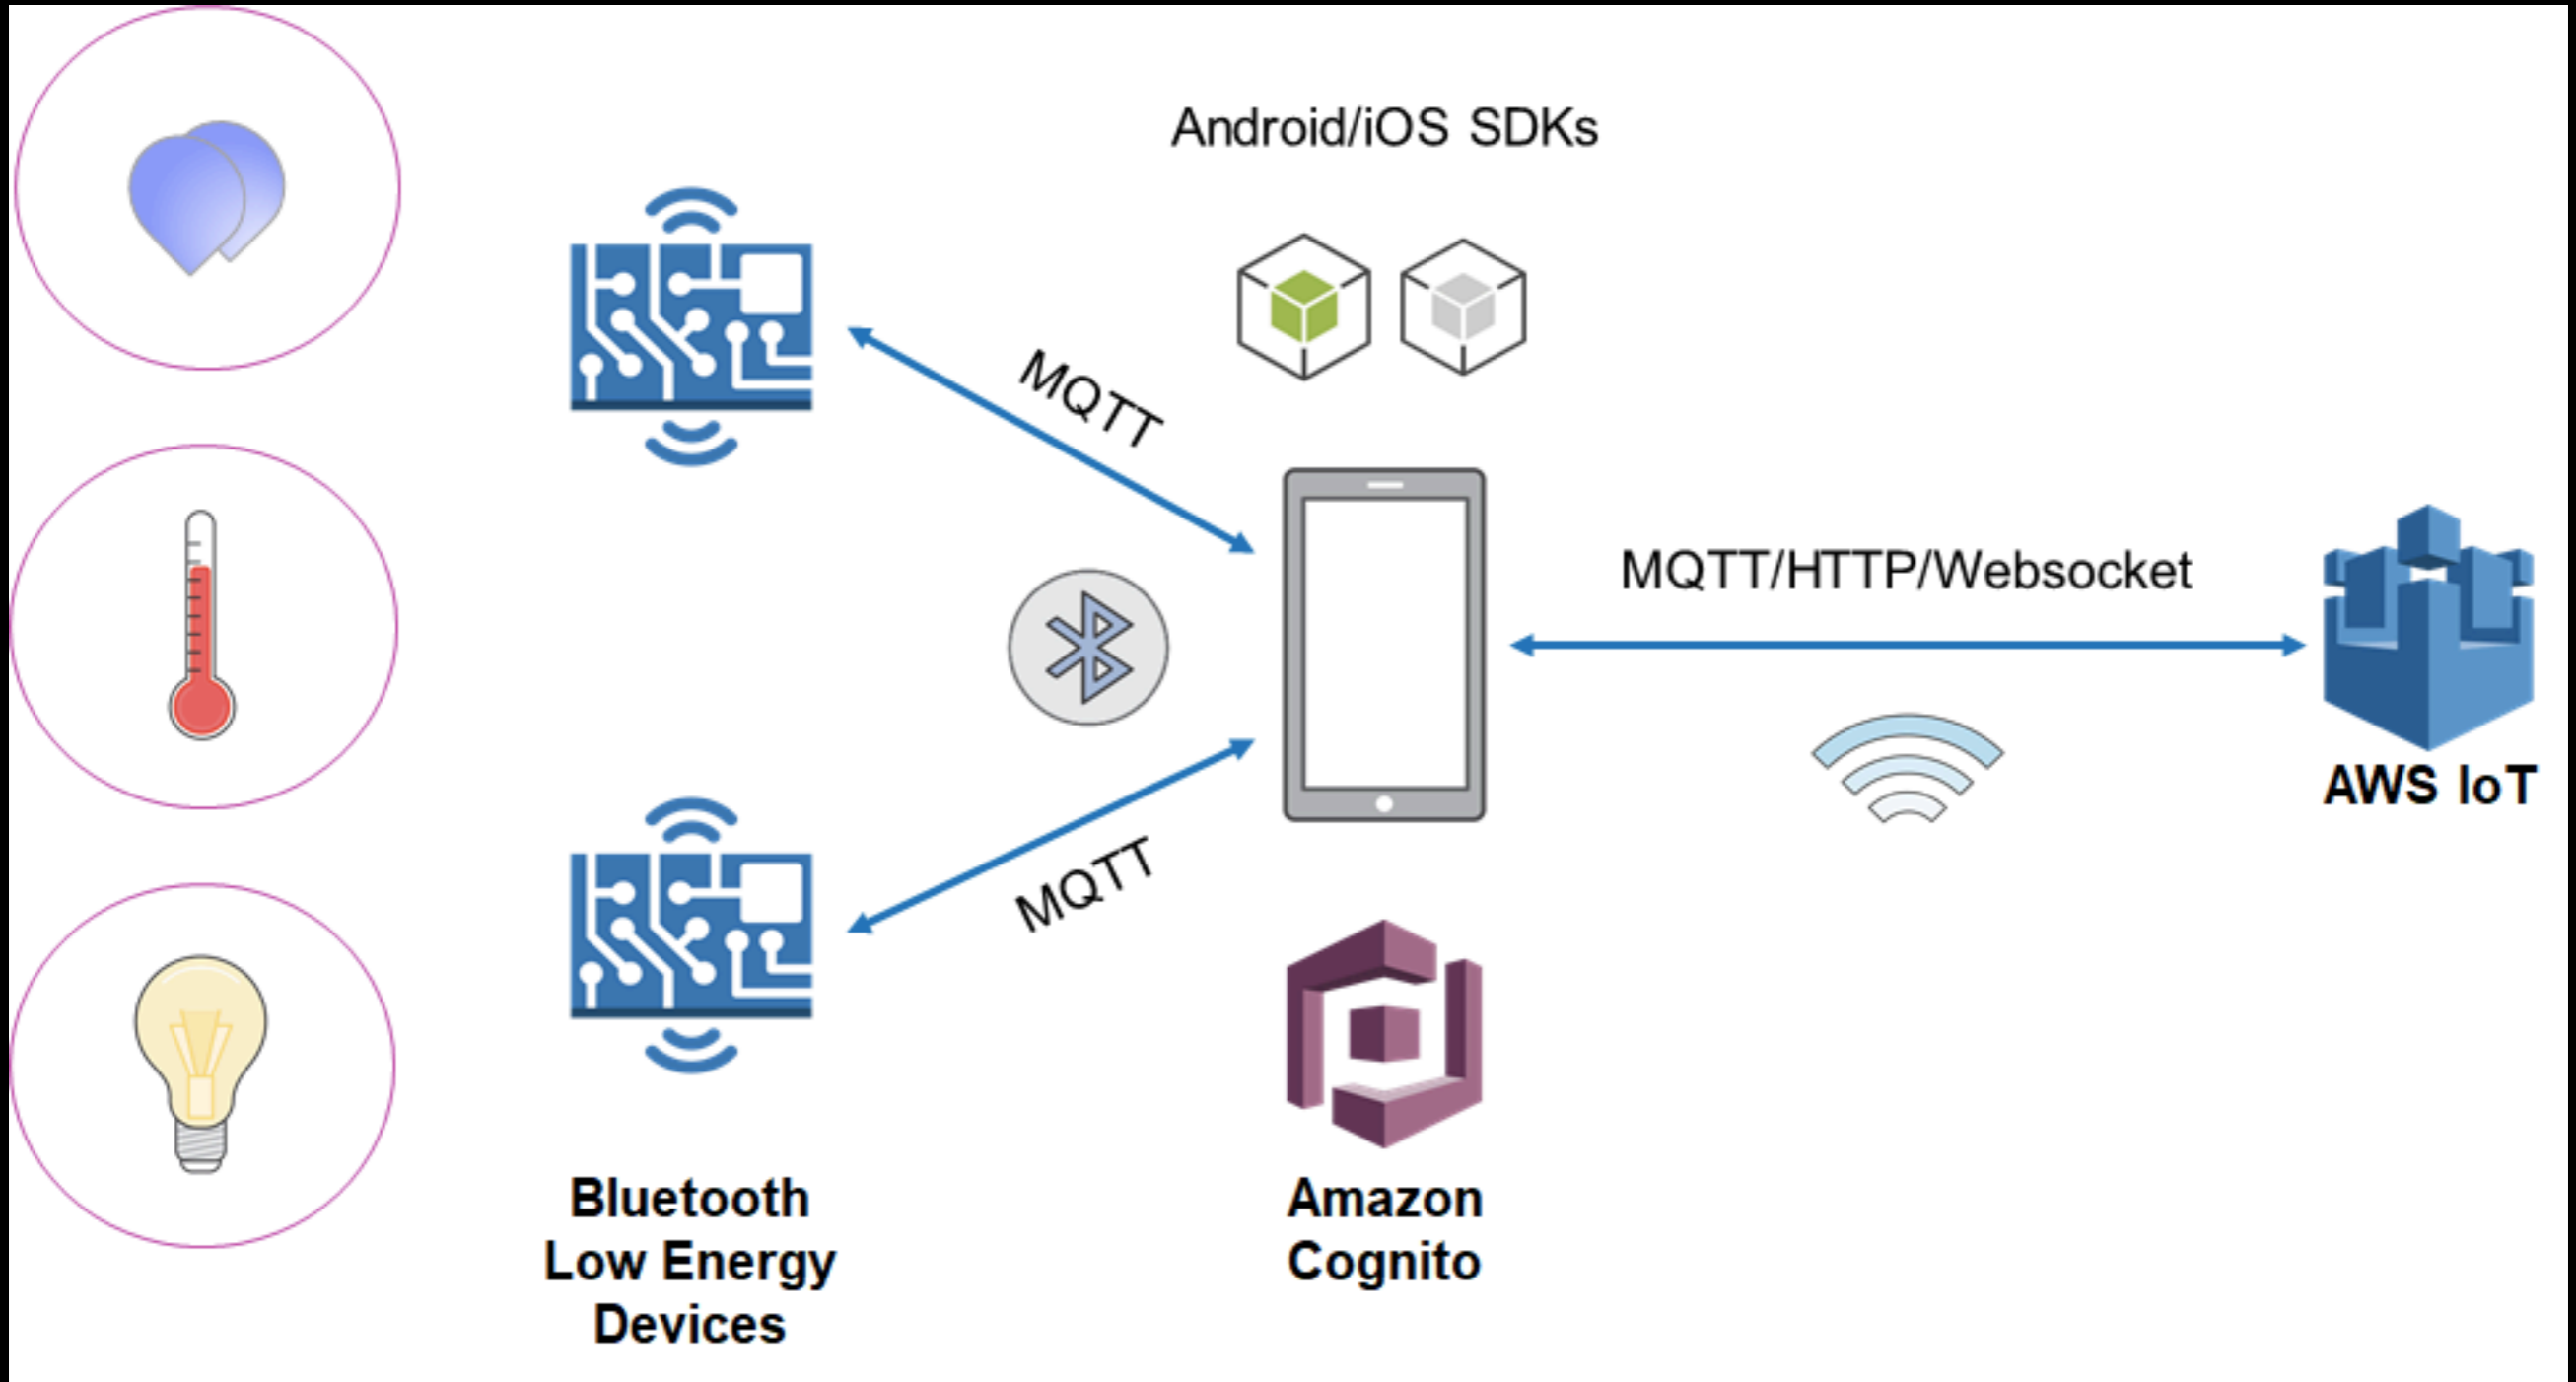 Android/iOS SDKs
MQTT
MQTT/HTTP/Websocket
AWS IoT
MQTT
Bluetooth
Low Energy
Devices
Amazon
Cognito